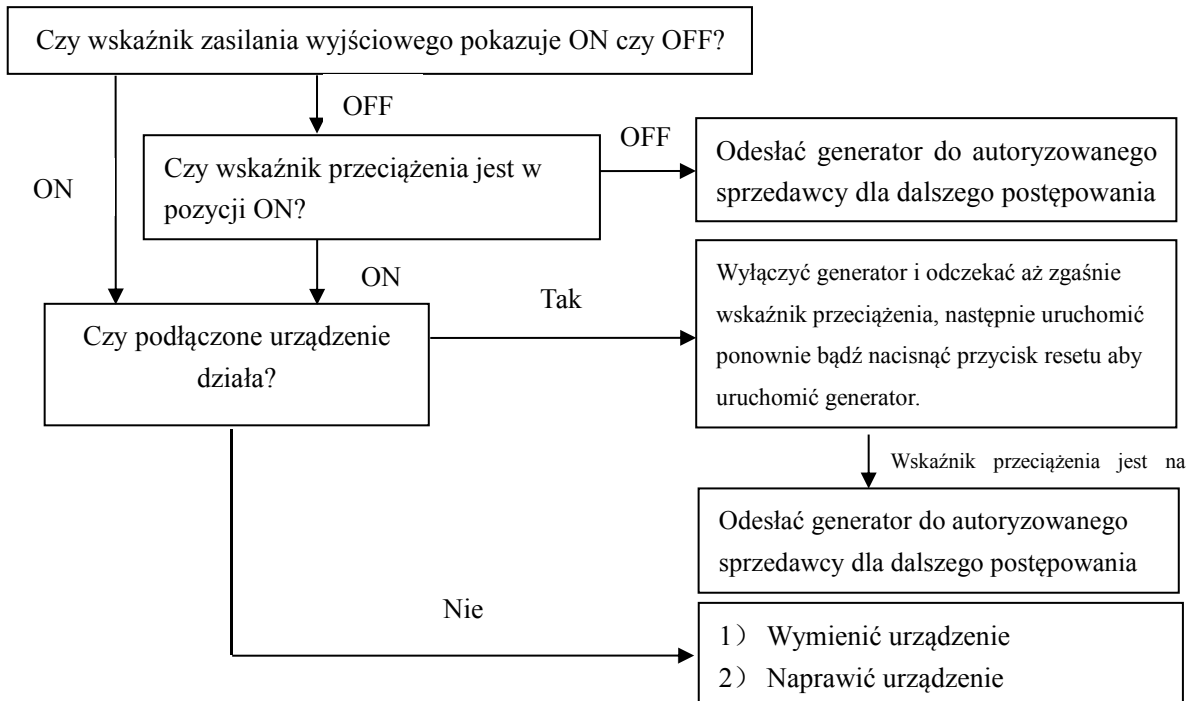 Czy wskaźnik zasilania wyjściowego pokazuje ON czy OFF?
OFF
OFF
ON
Czy wskaźnik przeciążenia jest w
pozycji ON?
Odesłać generator do autoryzowanego
sprzedawcy dla dalszego postępowania
ON
Tak
Czy podłączone urządzenie
działa?
Wyłączyć generator i odczekać aż zgaśnie
wskaźnik przeciążenia, następnie uruchomić
ponownie bądź nacisnąć przycisk resetu aby
uruchomić generator.
Wskaźnik przeciążenia jest na
Odesłać generator do autoryzowanego
sprzedawcy dla dalszego postępowania
Nie
1） Wymienić urządzenie
2） Naprawić urządzenie